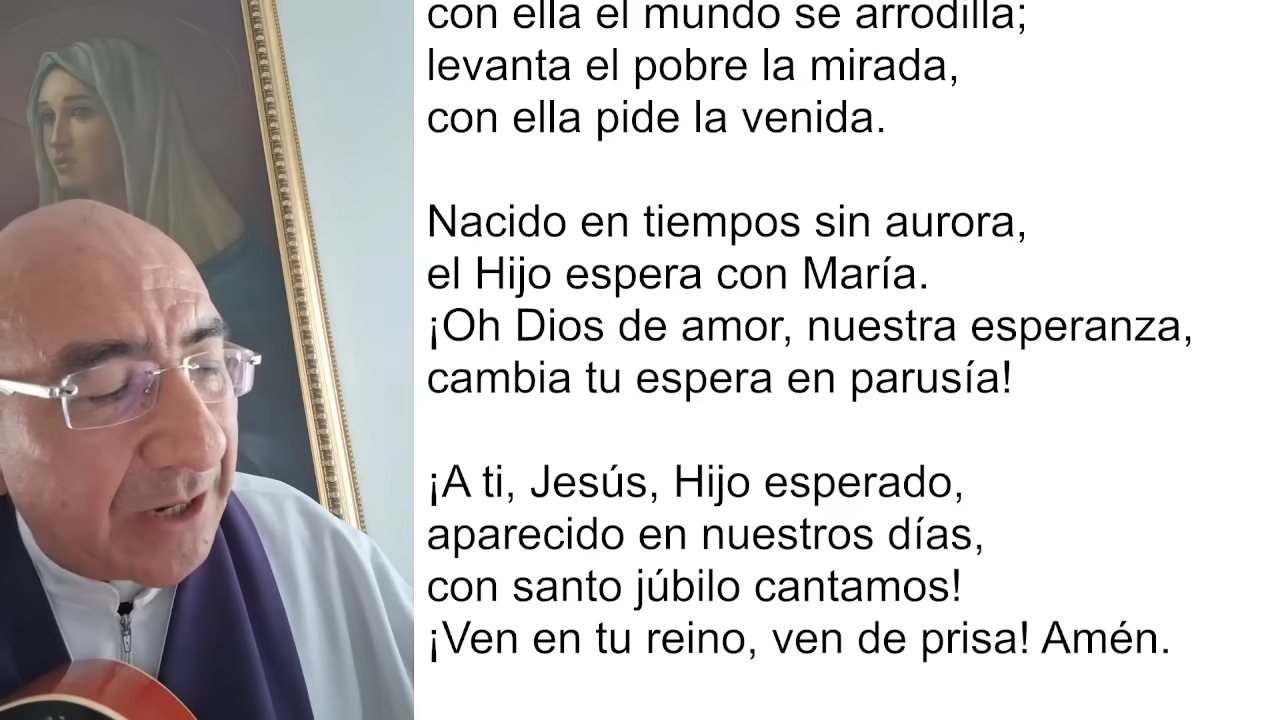 con ella el mundo se arrodilla;
levanta el pobre la mirada,
con ella pide la venida.
Nacido en tiempos sin aurora,
el Hijo espera con María.
¡Oh Dios de amor, nuestra esperanza,
cambia tu espera en parusía!
¡A ti, Jesús, Hijo esperado,
aparecido en nuestros días,
con santo júbilo cantamos!
¡Ven en tu reino, ven de prisa! Amén.